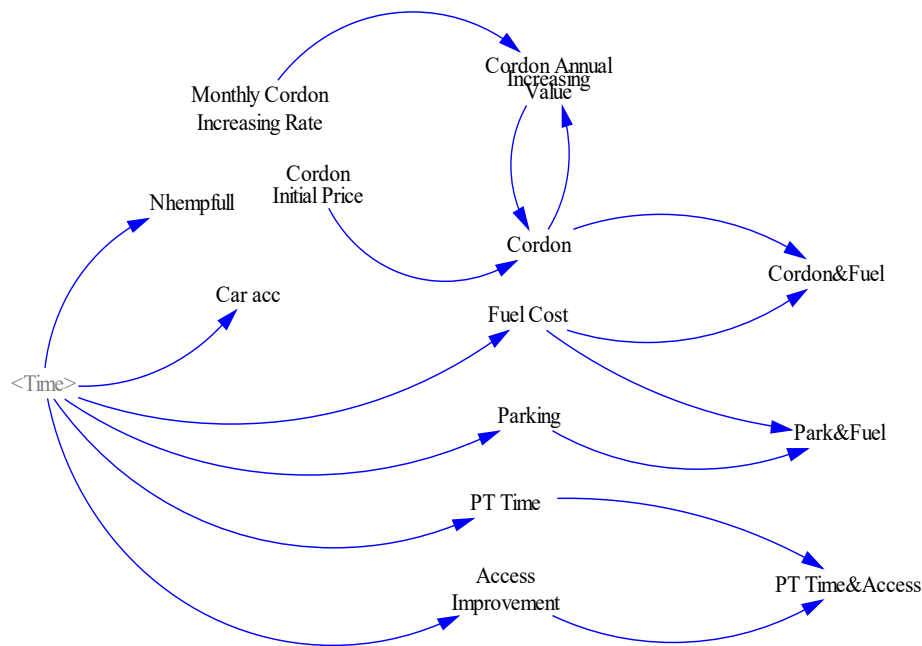 Cordon Annual
Increasing
Value
Monthly Cordon
Increasing Rate
Cordon
Initial Price
Nhempfull
Cordon
Cordon&Fuel
Car acc
Fuel Cost
<Time>
Parking
Park&Fuel
PT Time
Access
Improvement
PT Time&Access